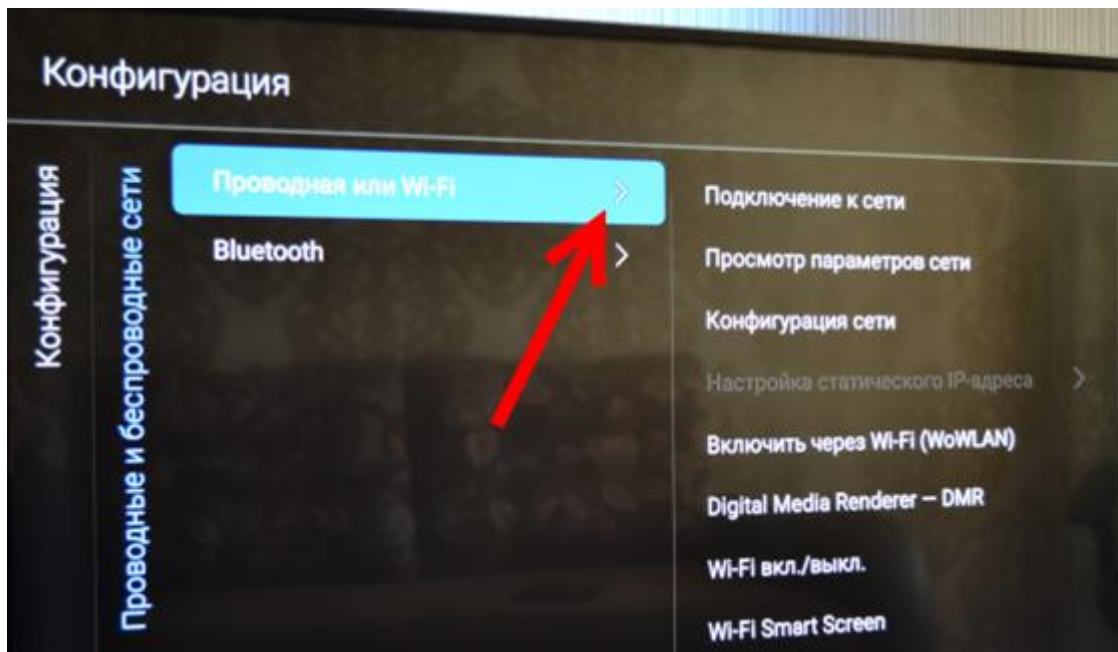 Конфигурация
Конфигурация
Проводные и беспроводные сети
Проводная или Wi-Fi
Bluetooth
Подключение к сети
Просмотр параметров сети
Конфигурация сети
Настройка статического IP-адреса
Включить через Wi-Fi (WoWLAN)
Digital Media Renderer — DMR
Wi-Fi вкл./выкл.
Wi-Fi Smart Screen